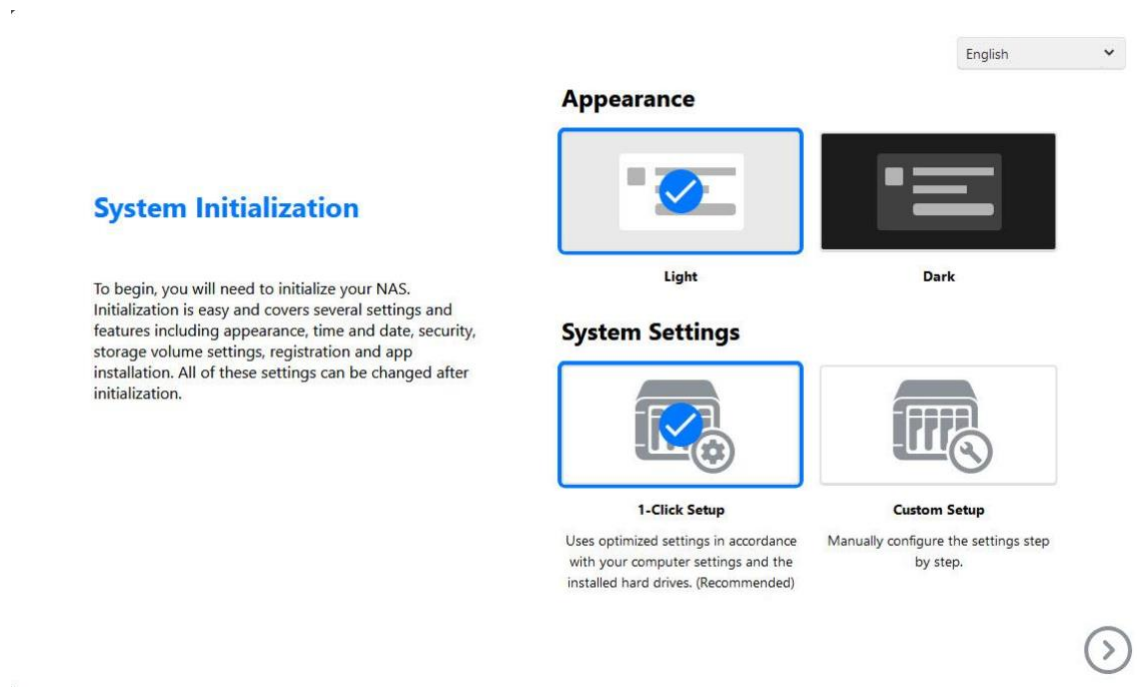 English
Appearance
Light
Dark
System Initialization
To begin, you will need to initialize your NAS.
Initialization is easy and covers several settings and
features including appearance, time and date, security,
storage volume settings, registration and app
installation. All of these settings can be changed after
initialization.
System Settings
1-Click Setup
Uses optimized settings in accordance
with your computer settings and the
installed hard drives. (Recommended)
Custom Setup
Manually configure the settings step
by step.